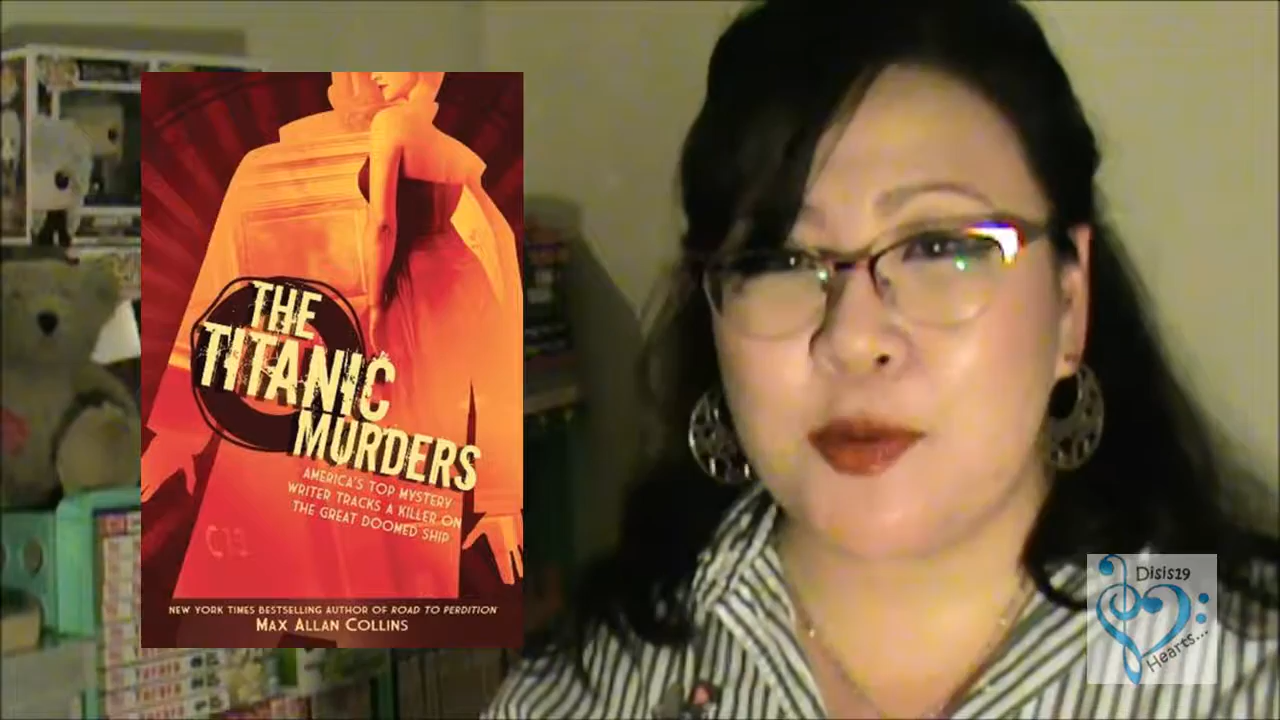 THE
TITANIC
MURDERS
AMERICA'S TOP MYSTERY
WRITER TRACKS A KILLER ON
THE GREAT DOOMED SHIP
C19
NEW YORK TIMES BESTSELLING AUTHOR OF ROAD TO PERDITION
MAX ALLAN COLLINS
Disis29
Hearts...